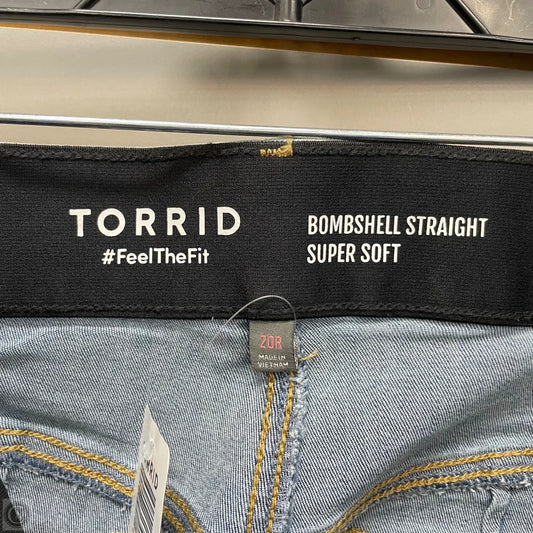 TORRID
#FeelTheFit
BOMBSHELL STRAIGHT
SUPER SOFT
20R
MADE IN
VIETNAM